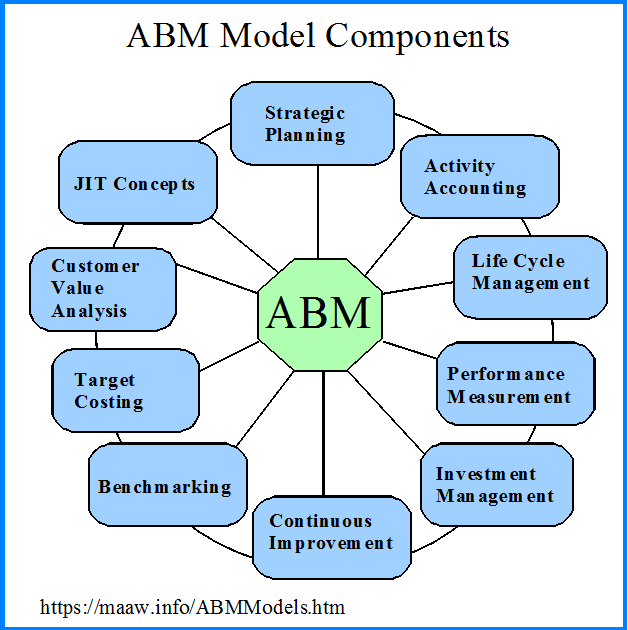 ABM Model Components
Strategic
Planning
Activity
Accounting
Life Cycle
Management
Performance
Measurement
Investment
Management
Continuous
Improvement
Benchmarking
Target
Costing
Customer
Value
Analysis
JIT Concepts
ABM
https://maaw.info/ABMModels.htm